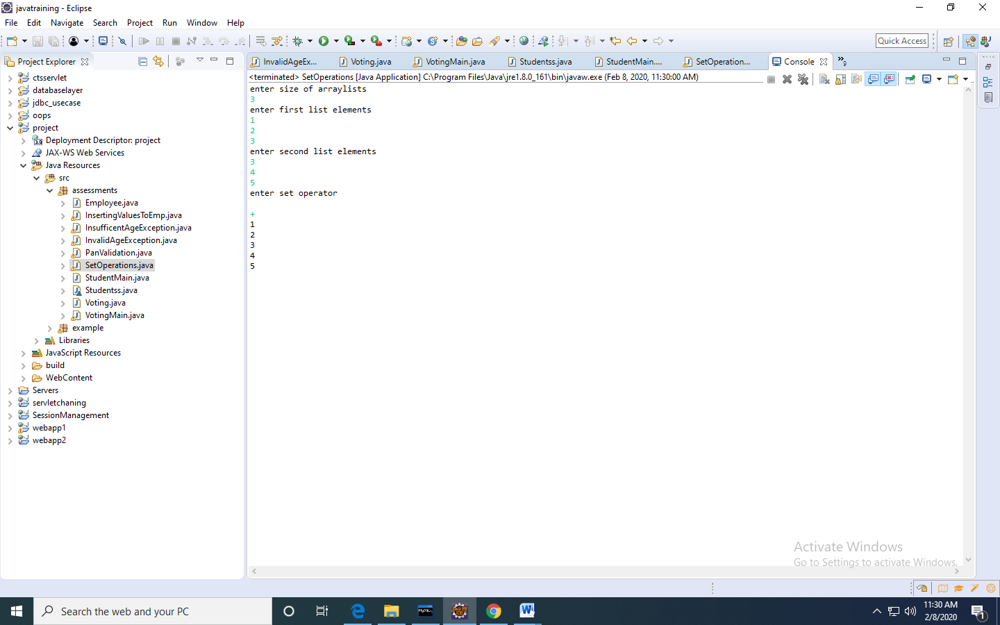 javatraining - Eclipse
File Edit Navigate Search Project Run Window Help
Quick Access
Project Explorer
ctsservlet
databaselayer
jdbc_usecase
oops
project
Deployment Descriptor: project
JAX-WS Web Services
Java Resources
src
assessments
Employee.java
InsertingValuesToEmp.java
InsufficentAgeException.java
InvalidAgeException.java
PanValidation.java
SetOperations.java
StudentMain.java
Studentss.java
Voting.java
VotingMain.java
example
Libraries
JavaScript Resources
build
WebContent
Servers
servletchaning
SessionManagement
webapp1
webapp2
InvalidAgeEx... Voting.java VotingMain.java Studentss.java StudentMain.... SetOperation... Console »9
<terminated> SetOperations [Java Application] C:\Program Files\Java\jre1.8.0_161\bin\javaw.exe (Feb 8, 2020, 11:30:00 AM)
enter size of arraylists
3
enter first list elements
1
2
3
enter second list elements
3
4
5
enter set operator
+
1
2
3
4
5
Activate Windows
Go to Settings to activate Windows.
Search the web and your PC
11:30 AM
2/8/2020
1